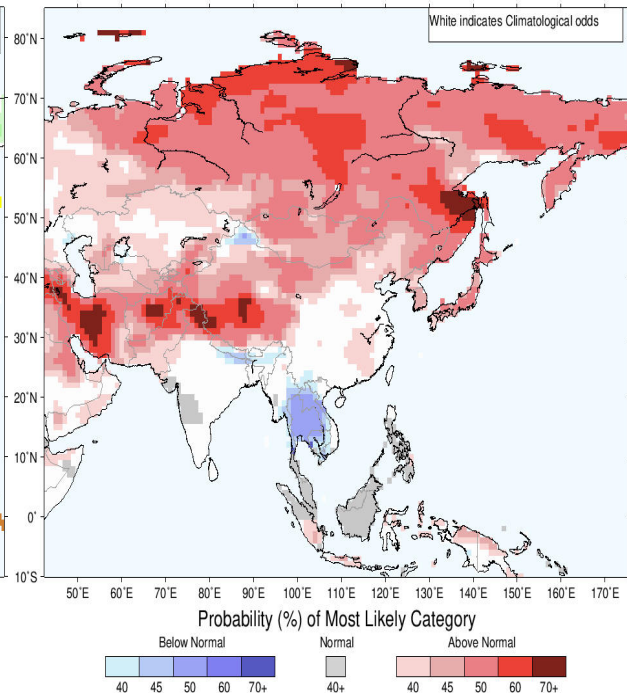 White indicates Climatological odds
80˚N
70˚N
60˚N
50˚N
40˚N
30˚N
20˚N
10˚N
0˚
10˚S
50˚E 60˚E 70˚E 80˚E 90˚E 100˚E 110˚E 120˚E 130˚E 140˚E 150˚E 160˚E 170˚E
Probability (%) of Most Likely Category
Below Normal Normal Above Normal
40 45 50 60 70+ 40+ 40 45 50 60 70+